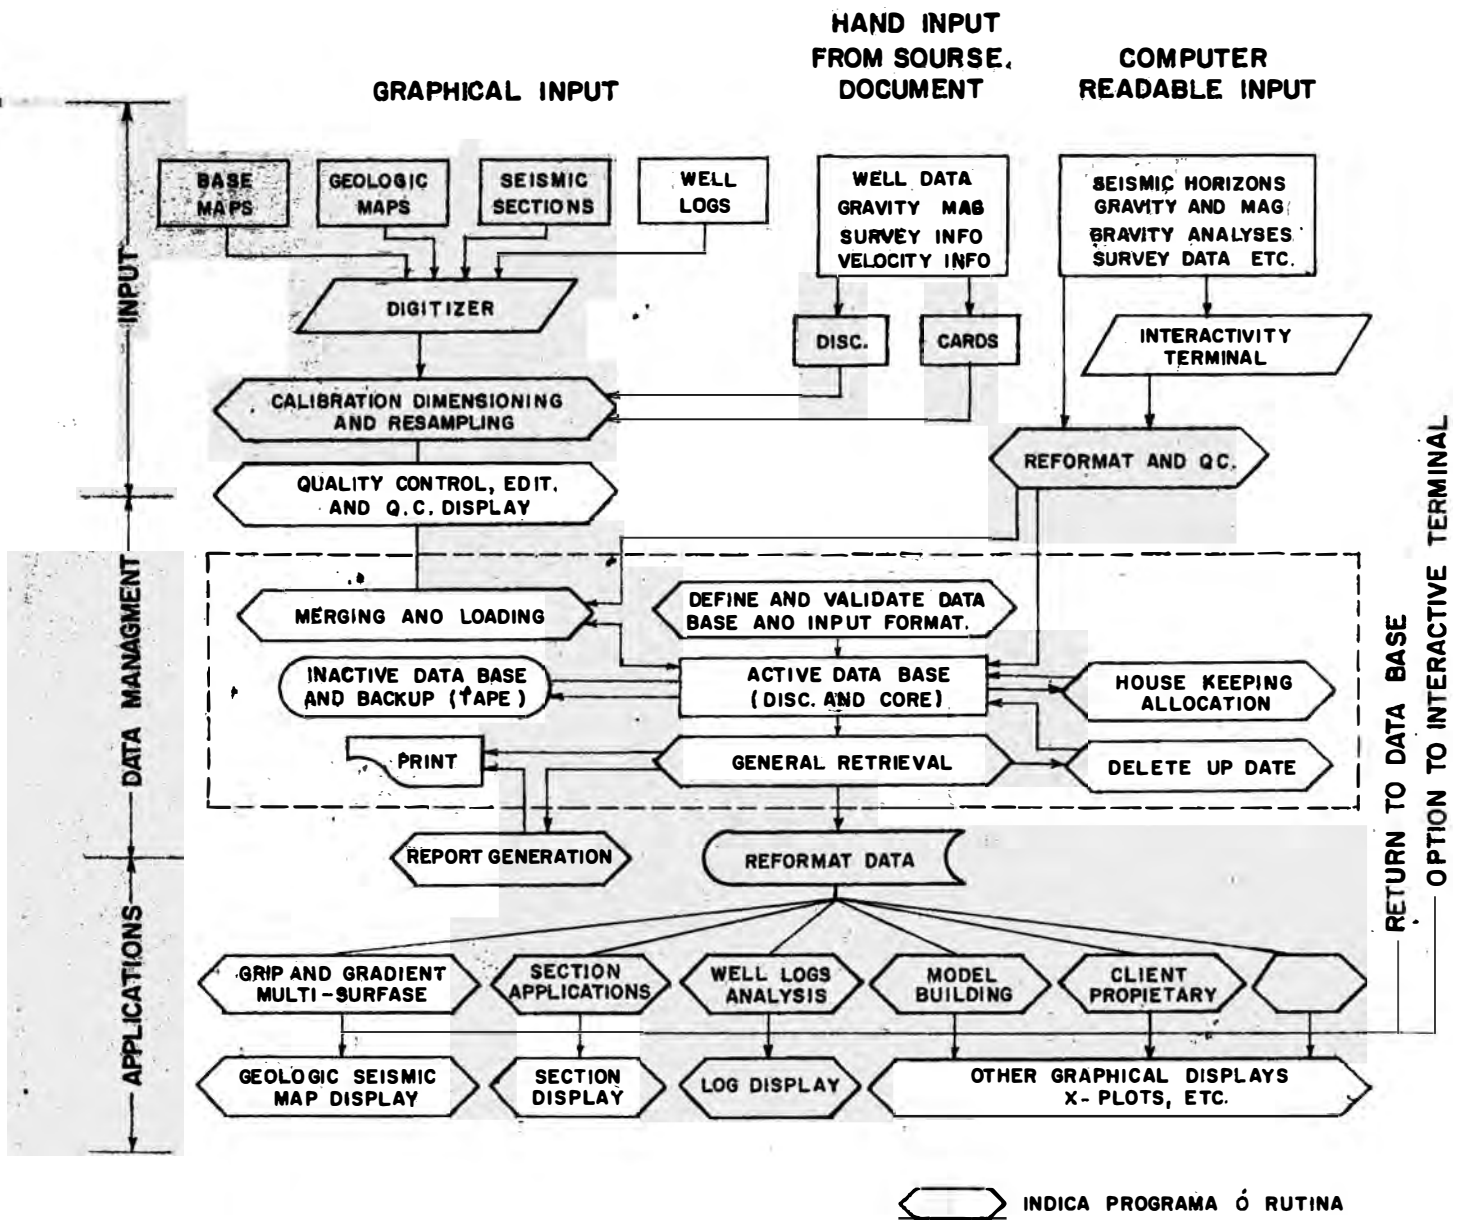 HAND INPUT
FROM SOURSE.
DOCUMENT
COMPUTER
READABLE INPUT
GRAPHICAL INPUT
BASE
MAPS
GEOLOGIC
MAPS
SEISMIC
SECTIONS
WELL
LOGS
WELL DATA
GRAVITY MAG
SURVEY INFO
VELOCITY INFO
SEISMIC HORIZONS
GRAVITY AND MAG
GRAVITY ANALYSES
SURVEY DATA ETC.
INPUT
DIGITIZER
DISC.
CARDS
INTERACTIVITY
TERMINAL
CALIBRATION DIMENSIONING
AND RESAMPLING
REFORMAT AND QC.
QUALITY CONTROL, EDIT.
AND Q.C. DISPLAY
DATA MANAGMENT
MERGING AND LOADING
DEFINE AND VALIDATE DATA
BASE AND INPUT FORMAT.
INACTIVE DATA BASE
AND BACKUP (TAPE)
ACTIVE DATA BASE
(DISC. AND CORE)
HOUSE KEEPING
ALLOCATION
PRINT
GENERAL RETRIEVAL
DELETE UP DATE
RETURN TO DATA BASE
OPTION TO INTERACTIVE TERMINAL
REPORT GENERATION
REFORMAT DATA
APPLICATIONS
GRIP AND GRADIENT
MULTI-SURFASE
SECTION
APPLICATIONS
WELL LOGS
ANALYSIS
MODEL
BUILDING
CLIENT
PROPIETARY
GEOLOGIC SEISMIC
MAP DISPLAY
SECTION
DISPLAY
LOG DISPLAY
OTHER GRAPHICAL DISPLAYS
X- PLOTS, ETC.
INDICA PROGRAMA Ó RUTINA